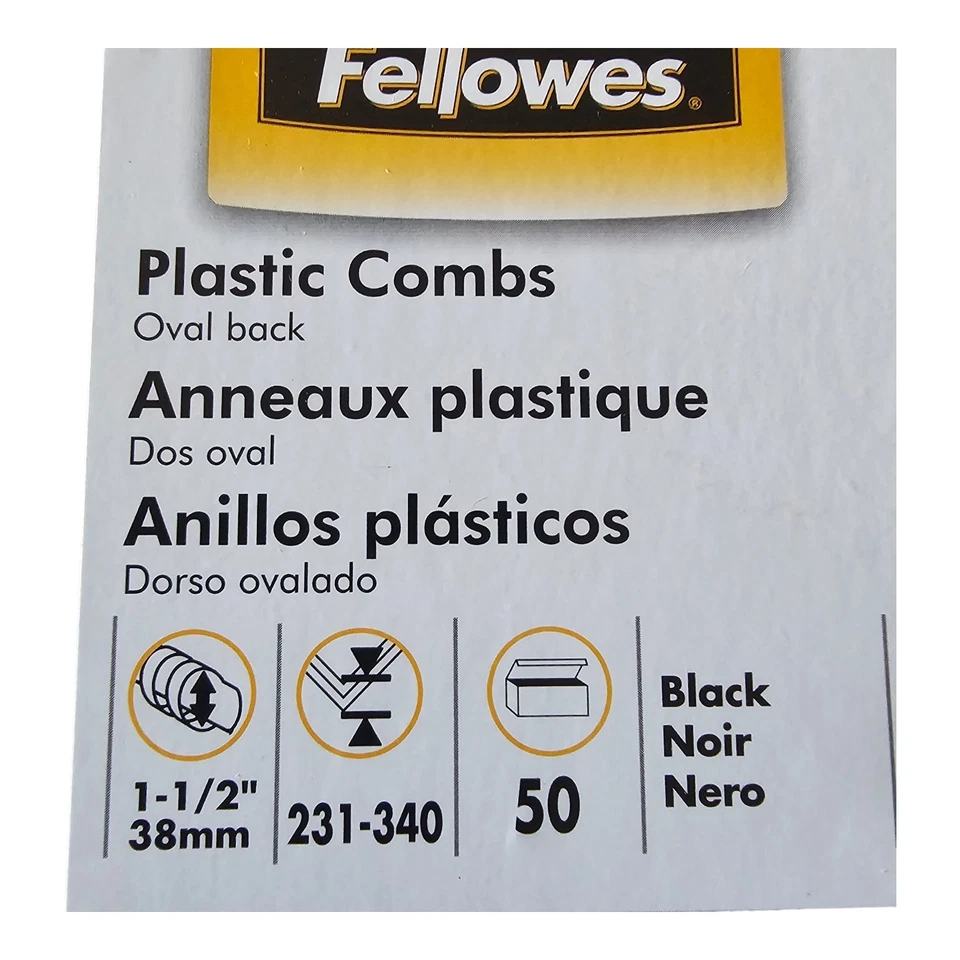 Fellowes®
Plastic Combs
Oval back
Anneaux plastique
Dos oval
Anillos plásticos
Dorso ovalado
1-1/2"
38mm
231-340
50
Black
Noir
Nero